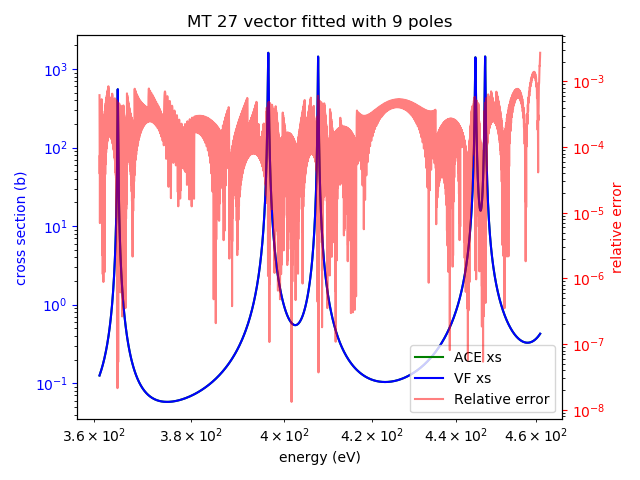 MT 27 vector fitted with 9 poles
cross section (b)
10³
10²
10¹
10⁰
10⁻¹
10⁻³
10⁻⁴
10⁻⁵
10⁻⁶
10⁻⁷
10⁻⁸
relative error
ACE xs
VF xs
Relative error
3.6 × 10² 3.8 × 10² 4 × 10² 4.2 × 10² 4.4 × 10² 4.6 × 10²
energy (eV)